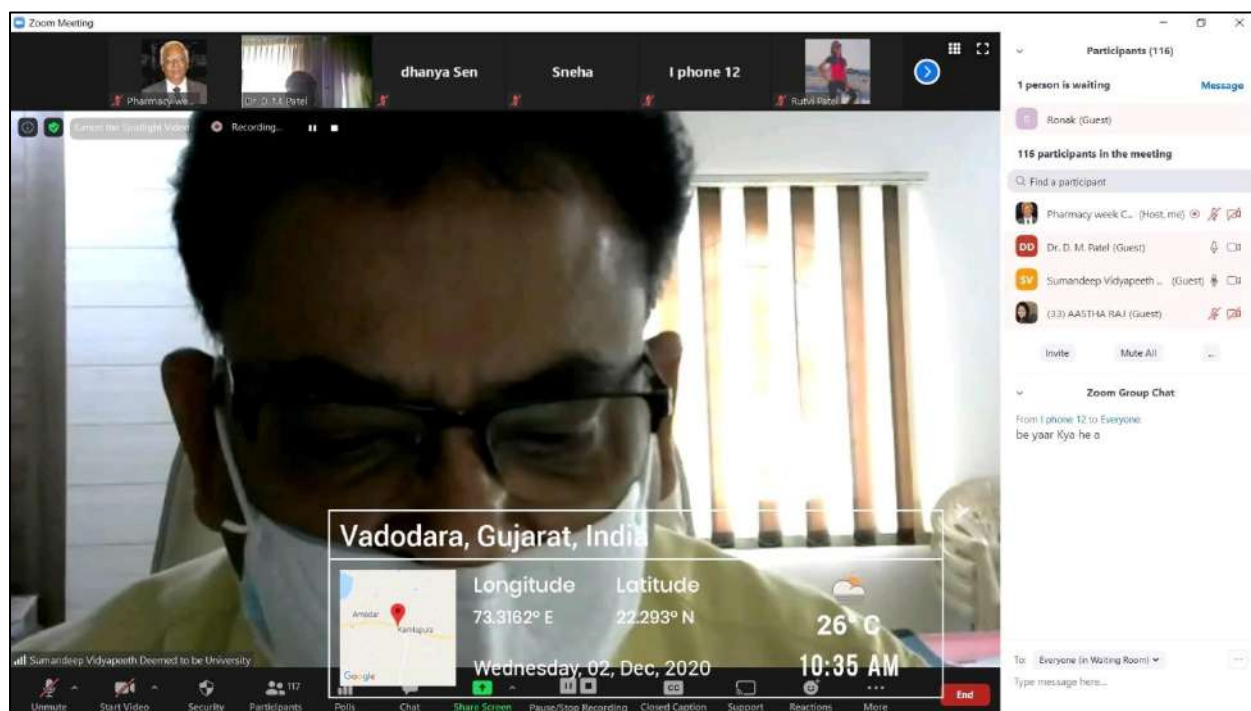 Zoom Meeting
Pharmacy we...
Dr. D. M. Patel
dhanya Sen
Sneha
I phone 12
Rutvi Patel
Recording...
Participants (116)
1 person is waiting
Message
Ronak (Guest)
116 participants in the meeting
Find a participant
Pharmacy week C... (Host, me)
DD
Dr. D. M. Patel (Guest)
SV
Sumandeep Vidyapeeth ... (Guest)
(33) AASTHA RAJ (Guest)
Invite
Mute All
...
Zoom Group Chat
From I phone 12 to Everyone:
be yaar Kya he a
Vadodara, Gujarat, India
Longitude
Latitude
73.3162° E
22.293° N
26° C
Wednesday, 02, Dec, 2020
10:35 AM
Kamlapura
Google
Sumandeep Vidyapeeth Deemed to be University
To: Everyone (in Waiting Room)
Type message here...
Unmute
Start Video
Security
117
Participants
Polls
Chat
Share Screen
Pause/Stop Recording
CC
Closed Caption
Support
Reactions
More
End